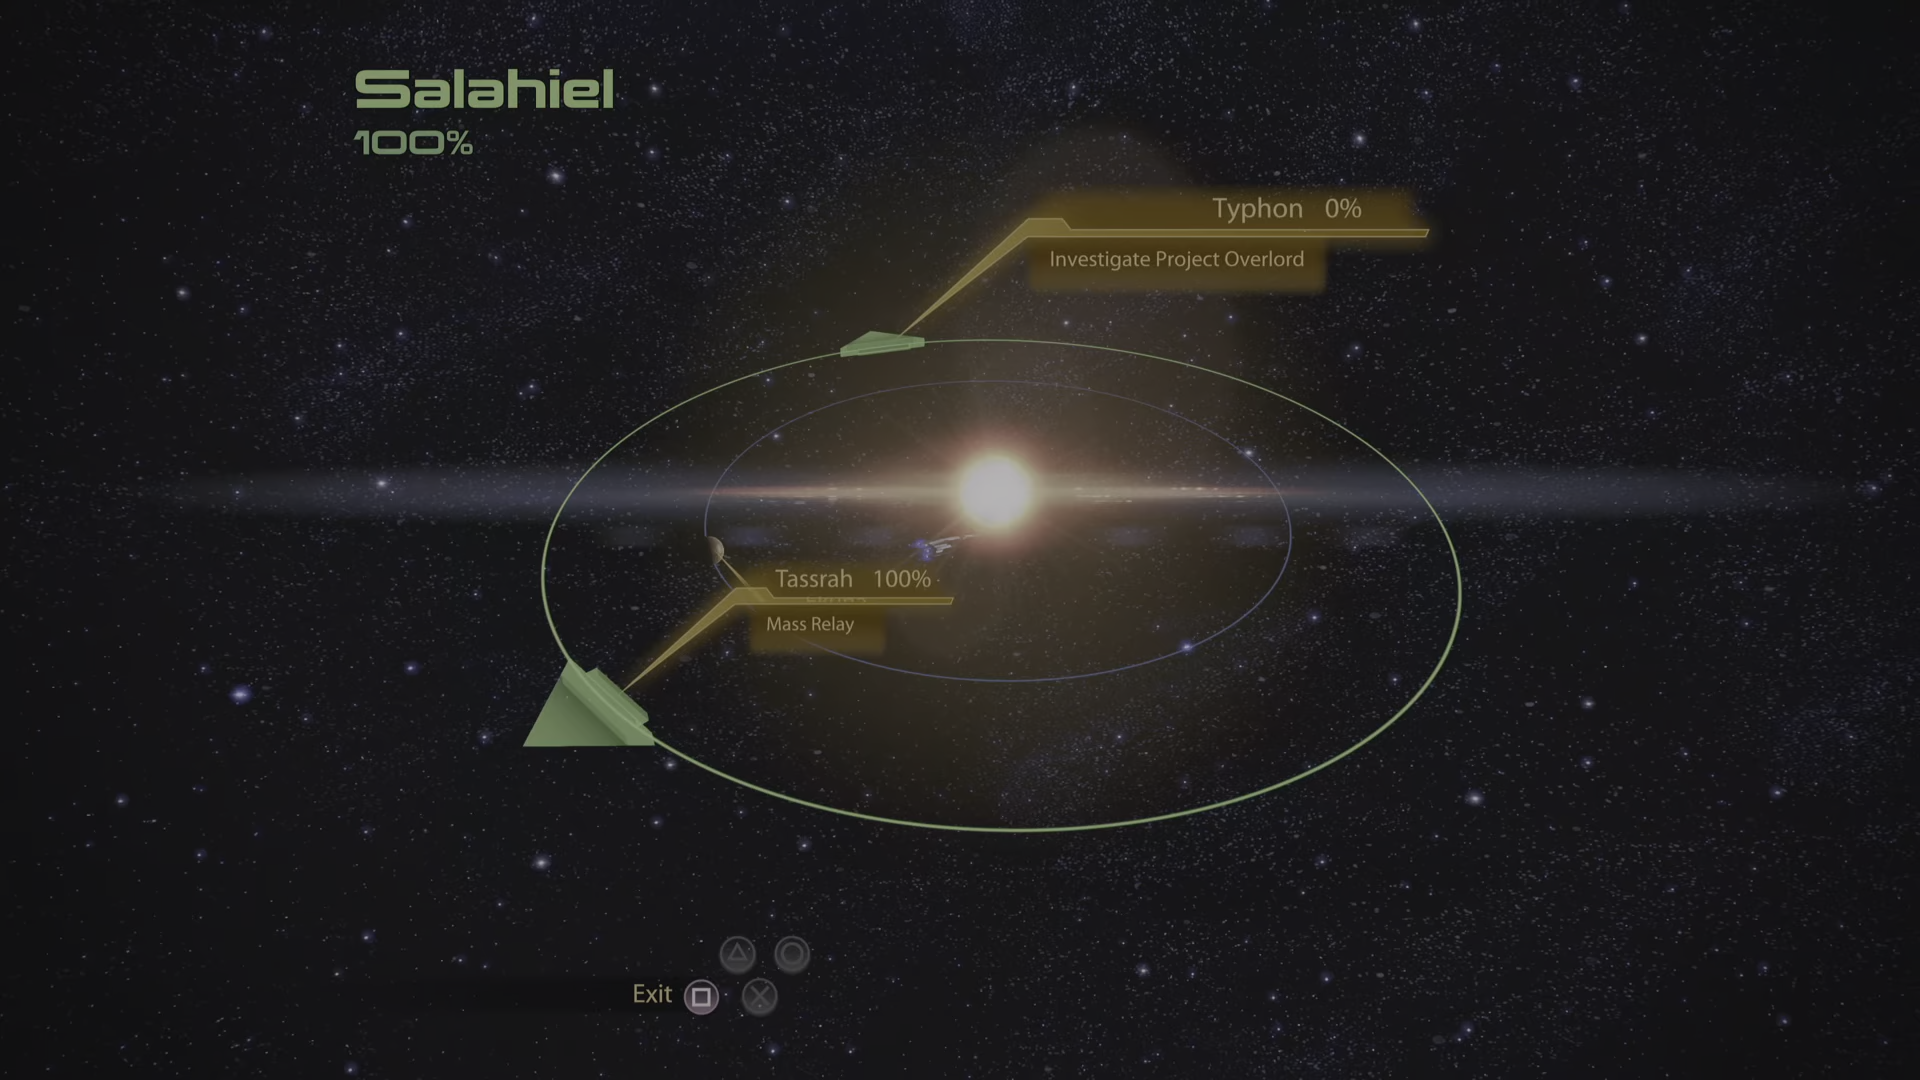 Salahiel
100%
Typhon 0%
Investigate Project Overlord
Tassrah 100%
Mass Relay
Exit